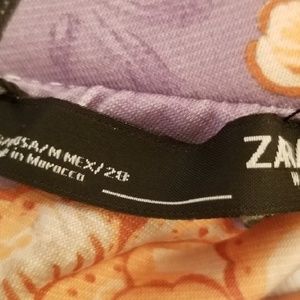 USA/M MEX/28
in Morocco
ZA